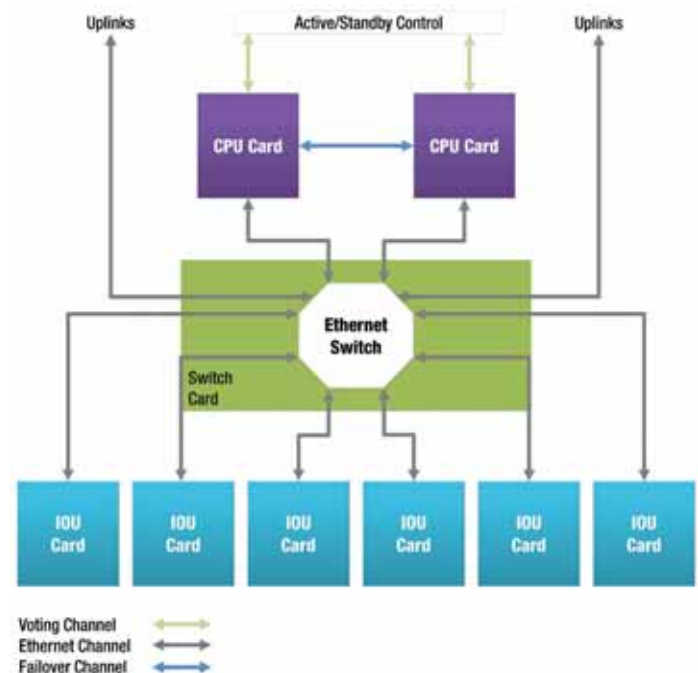 Uplinks
Active/Standby Control
Uplinks
CPU Card
CPU Card
Ethernet
Switch
Switch
Card
IOU
Card
IOU
Card
IOU
Card
IOU
Card
IOU
Card
IOU
Card
Voting Channel
Ethernet Channel
Failover Channel